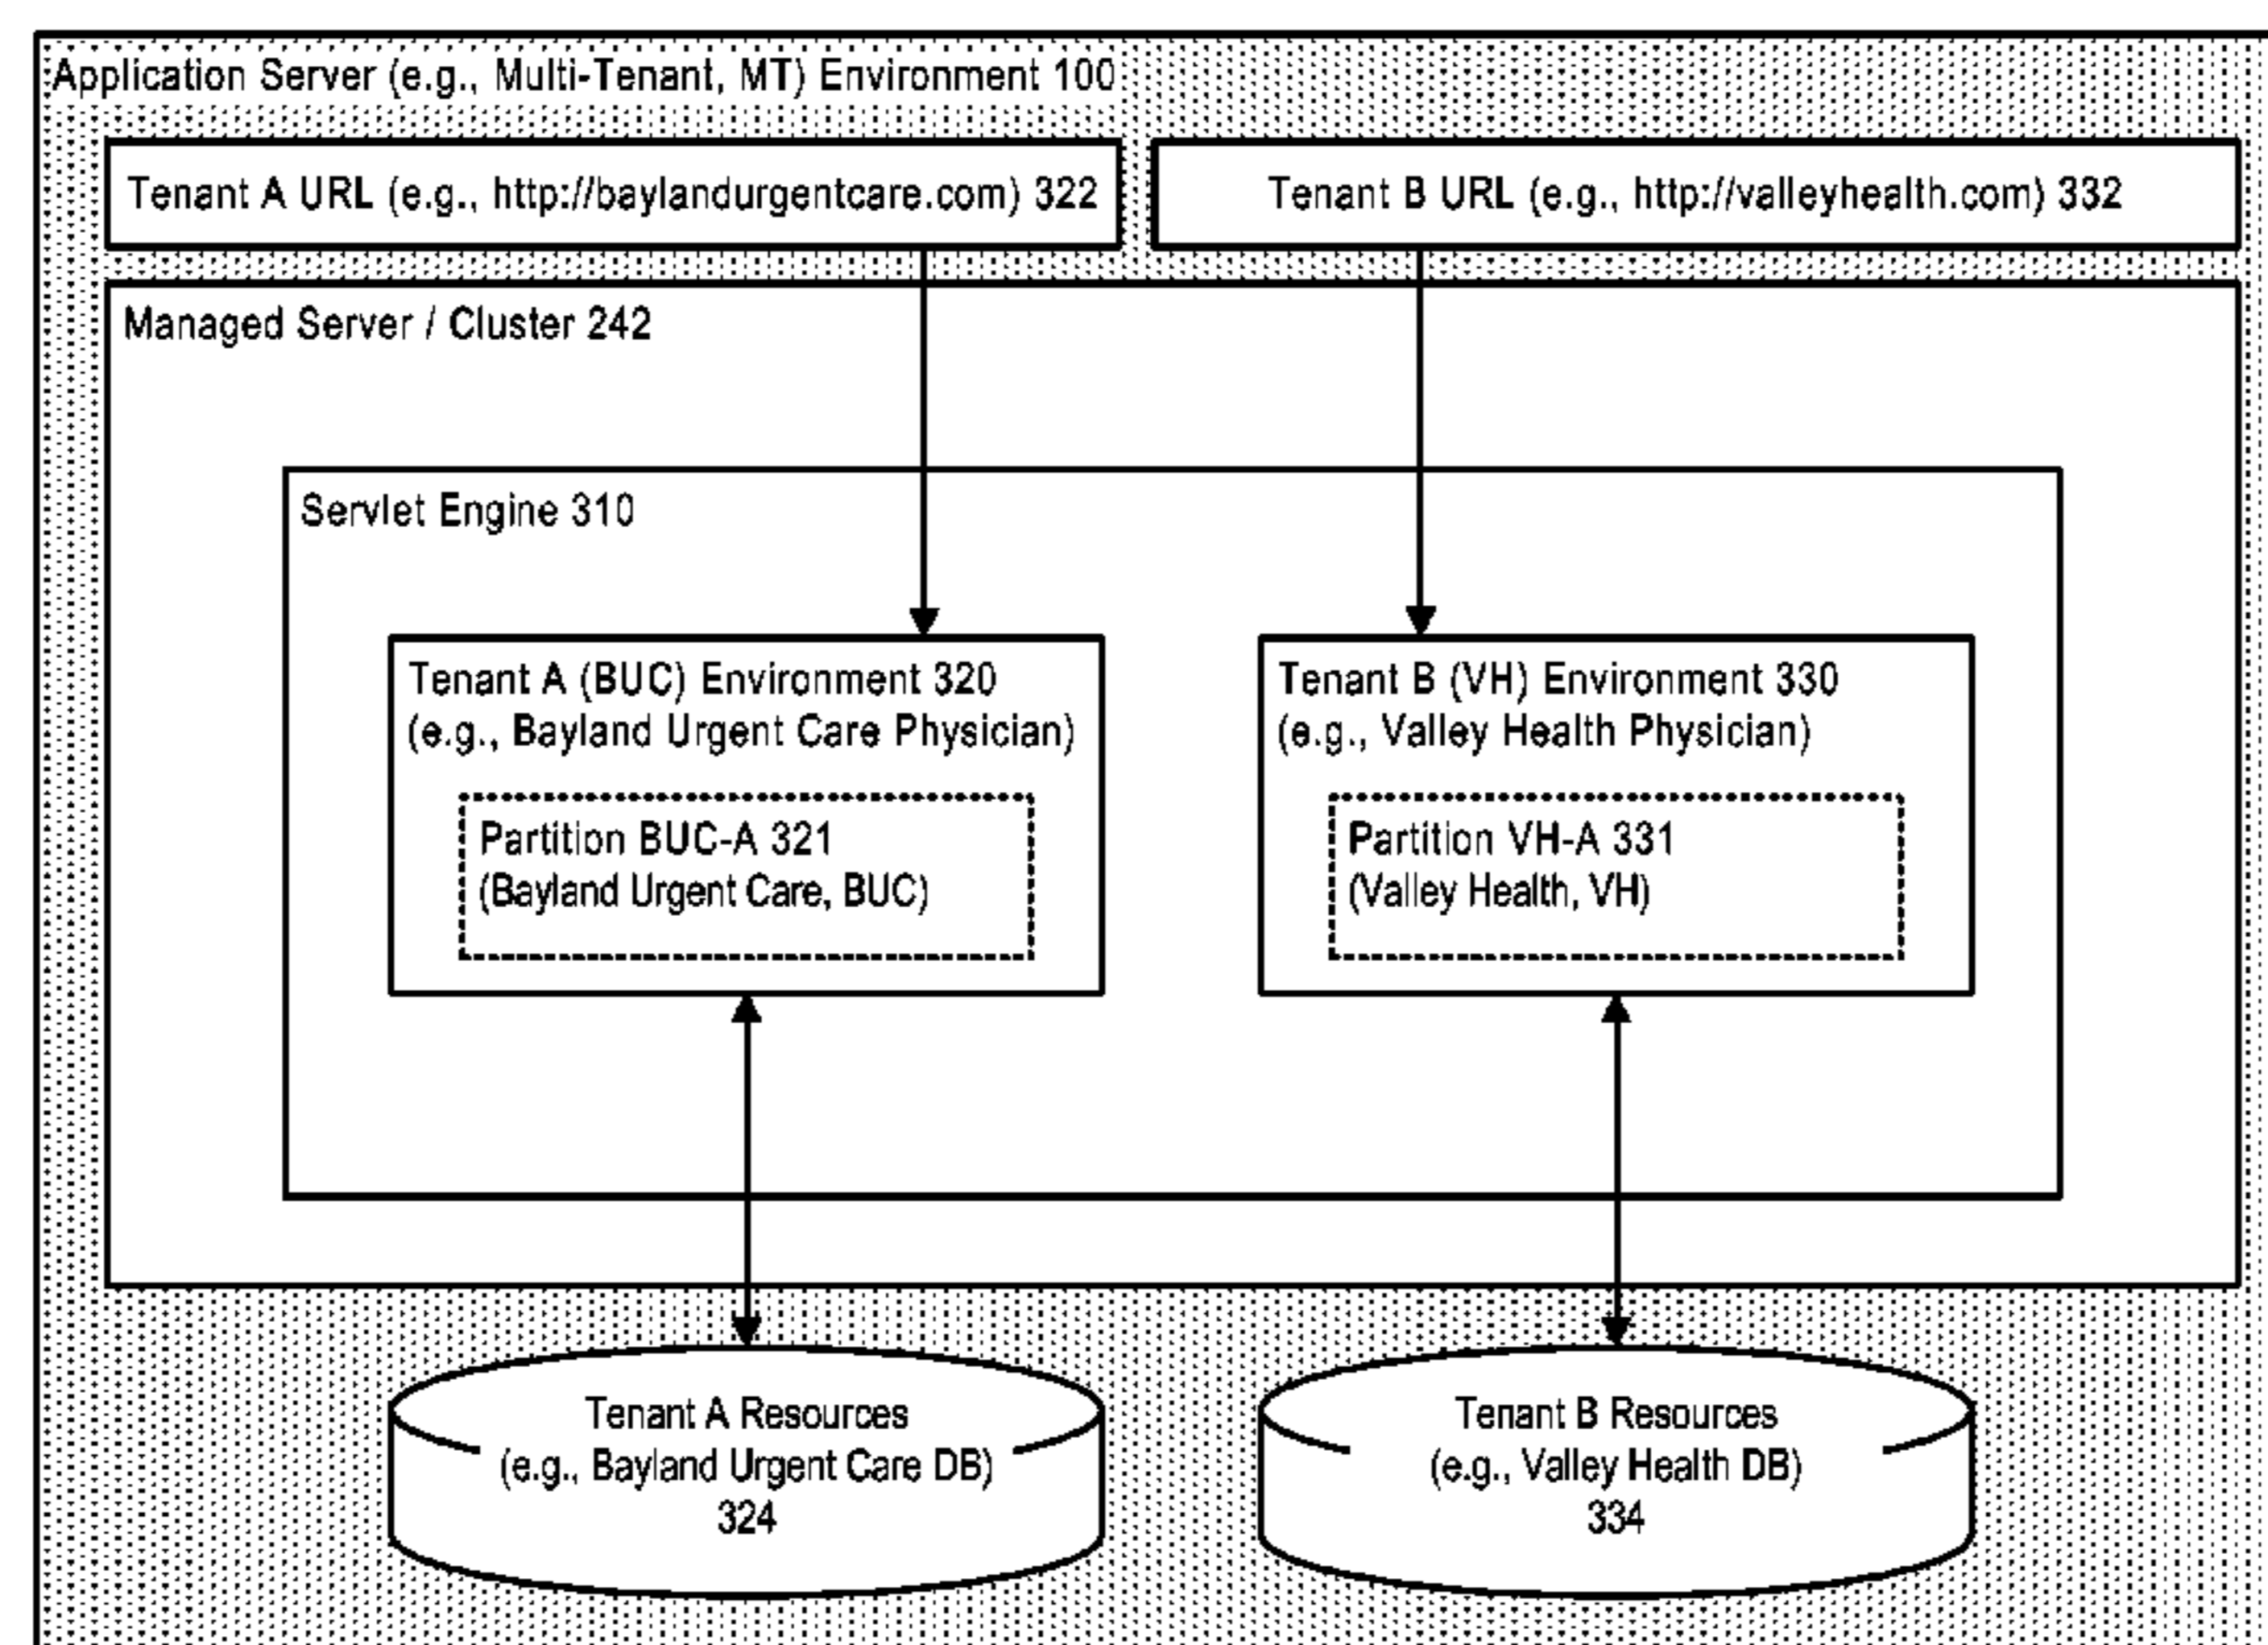 Application Server (e.g., Multi-Tenant, MT) Environment 100
Tenant A URL (e.g., http://baylandurgentcare.com) 322
Tenant B URL (e.g., http://valleyhealth.com) 332
Managed Server / Cluster 242
Servlet Engine 310
Tenant A (BUC) Environment 320
(e.g., Bayland Urgent Care Physician)
Partition BUC-A 321
(Bayland Urgent Care, BUC)
Tenant B (VH) Environment 330
(e.g., Valley Health Physician)
Partition VH-A 331
(Valley Health, VH)
Tenant A Resources
(e.g., Bayland Urgent Care DB)
324
Tenant B Resources
(e.g., Valley Health DB)
334